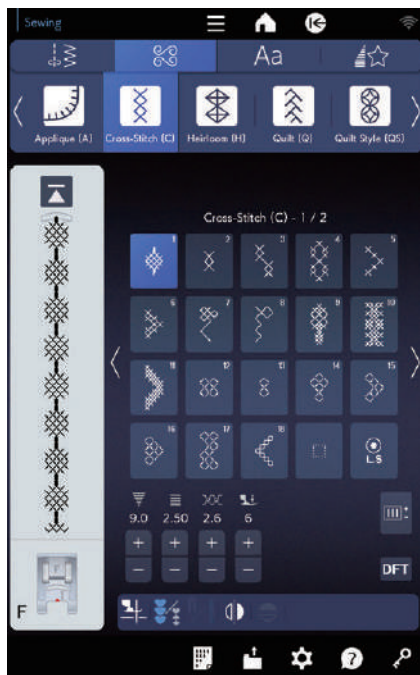 Sewing
Aa
Applique (A) Cross-Stitch (C) Heirloom (H) Quilt (Q) Quilt Style (QS)
Cross-Stitch (C) - 1 / 2
1 2 3 4 5
6 7 8 9 10
11 12 13 14 15
16 17 18 L.S
9.0 2.50 2.6 6
+ + + +
- - - -
DFT
F